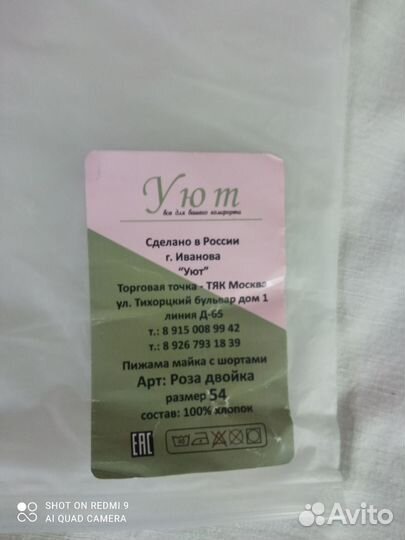 Уют
все для вашего комфорта
Сделано в России
г. Иванова
"Уют"
Торговая точка - ТЯК Москва
ул. Тихорцкий бульвар дом 1
линия Д-65
т.: 8 915 008 99 42
т.: 8 926 793 18 39
Пижама майка с шортами
Арт: Роза двойка
размер 54
состав: 100% хлопок
EAC
SHOT ON REDMI 9
AI QUAD CAMERA
Avito